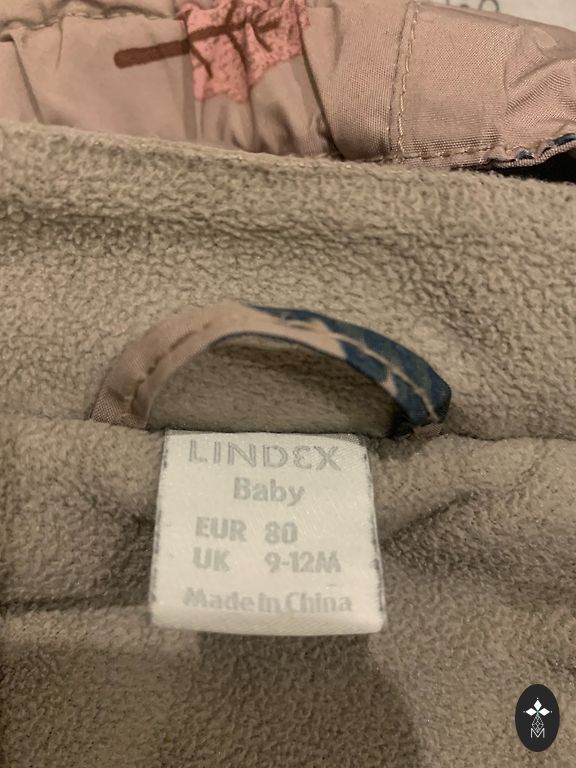 LINDEX
Baby
EUR 80
UK 9-12M
Made in China
M